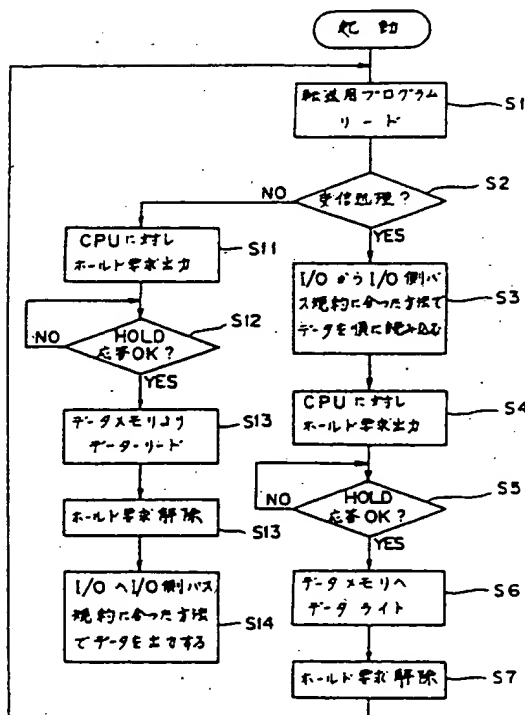 起動
転送用プログラム
リード
S1
受信処理?
S2
NO
YES
CPUに対し
ホールド要求出力
S11
I/OからI/O側バ
ス規約に合った方法で
データを順に読み込む
S3
HOLD
応答OK?
S12
NO
YES
CPUに対し
ホールド要求出力
S4
データメモリより
データーリード
S13
HOLD
応答OK?
S5
NO
YES
ホールド要求解除
S13
データメモリへ
データライト
S6
I/OへI/O側バス
規約に合った方法
でデータを出力する
S14
ホールド要求解除
S7